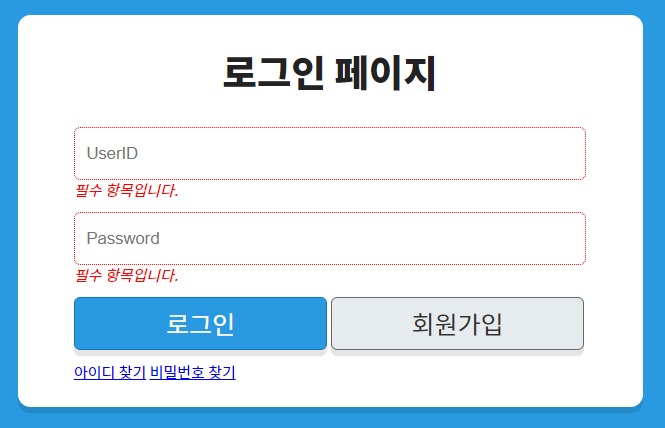 로그인 페이지
UserID
필수 항목입니다.
Password
필수 항목입니다.
로그인 회원가입
아이디 찾기 비밀번호 찾기